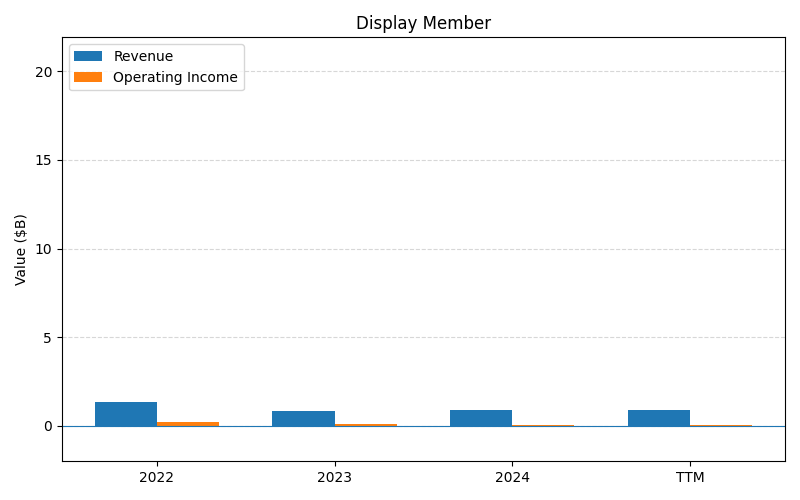 Display Member
Revenue
Operating Income
Value ($B)
20
15
10
5
0
2022 2023 2024 TTM